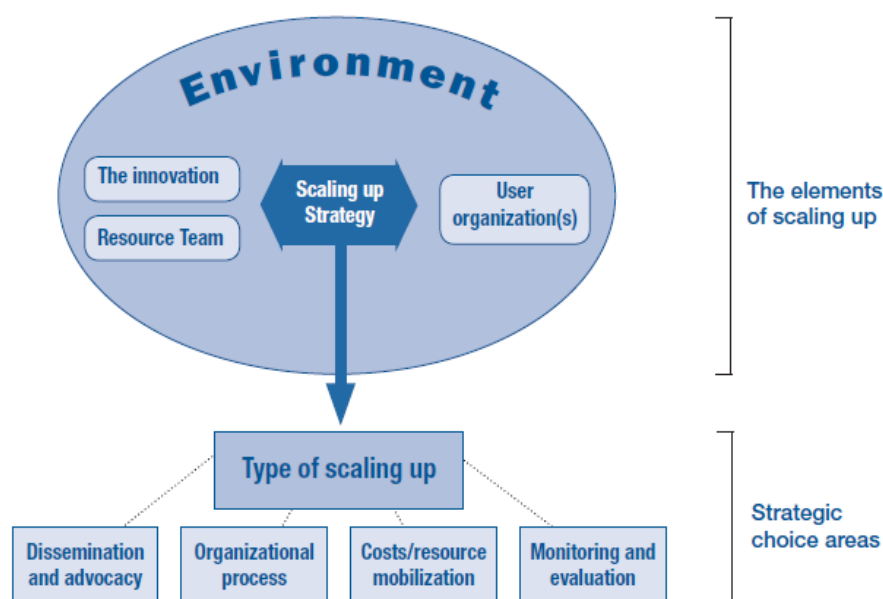 Environment
The innovation
Resource Team
Scaling up
Strategy
User
organization(s)
The elements
of scaling up
Type of scaling up
Dissemination
and advocacy
Organizational
process
Costs/resource
mobilization
Monitoring and
evaluation
Strategic
choice areas